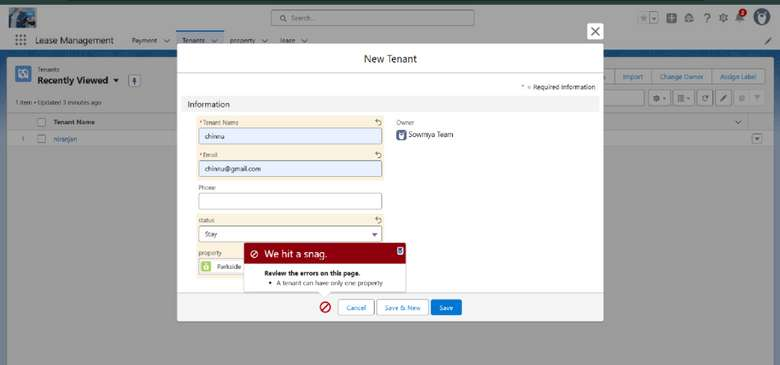 Search...
2
Lease Management Payment Tenants property lease
Tenants
Recently Viewed
Import Change Owner Assign Label
1 item • Updated 3 minutes ago
Tenant Name
1 niranjan
New Tenant
* = Required Information
Information
* Tenant Name
chinnu
Owner
Sowmiya Team
* Email
chinnu@gmail.com
Phone
status
Stay
property
Parkside
We hit a snag.
Review the errors on this page.
• A tenant can have only one property
Cancel Save & New Save